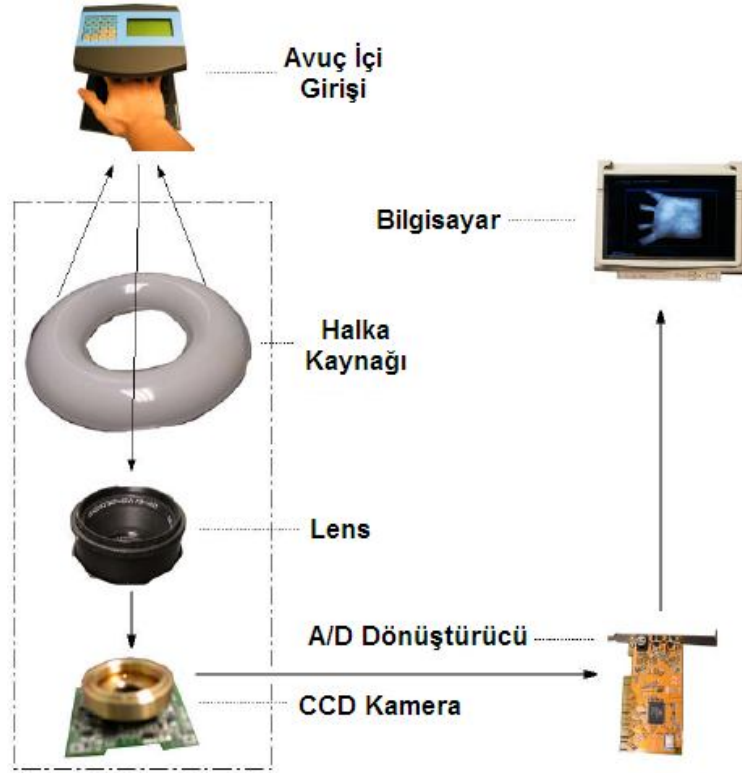 Avuç İçi
Girişi
Bilgisayar
Halka
Kaynağı
Lens
A/D Dönüştürücü
CCD Kamera